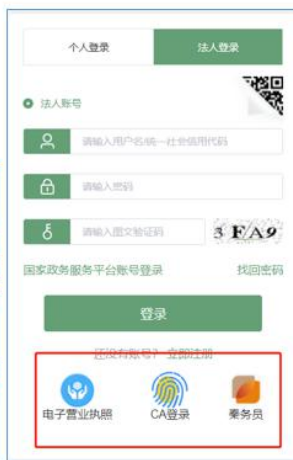 个人登录 法人登录
法人账号
请输入用户名/统一社会信用代码
请输入密码
请输入图文验证码 3 F A 9
国家政务服务平台账号登录 找回密码
登录
还没有账号? 立即注册
电子营业执照 CA登录 秦务员